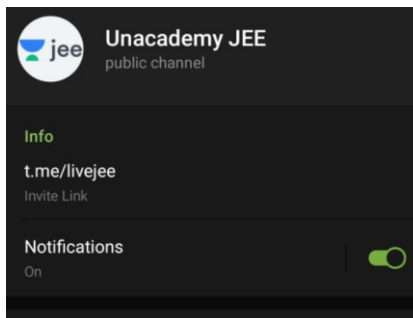 jee
Unacademy JEE
public channel
Info
t.me/livejee
Invite Link
Notifications
On